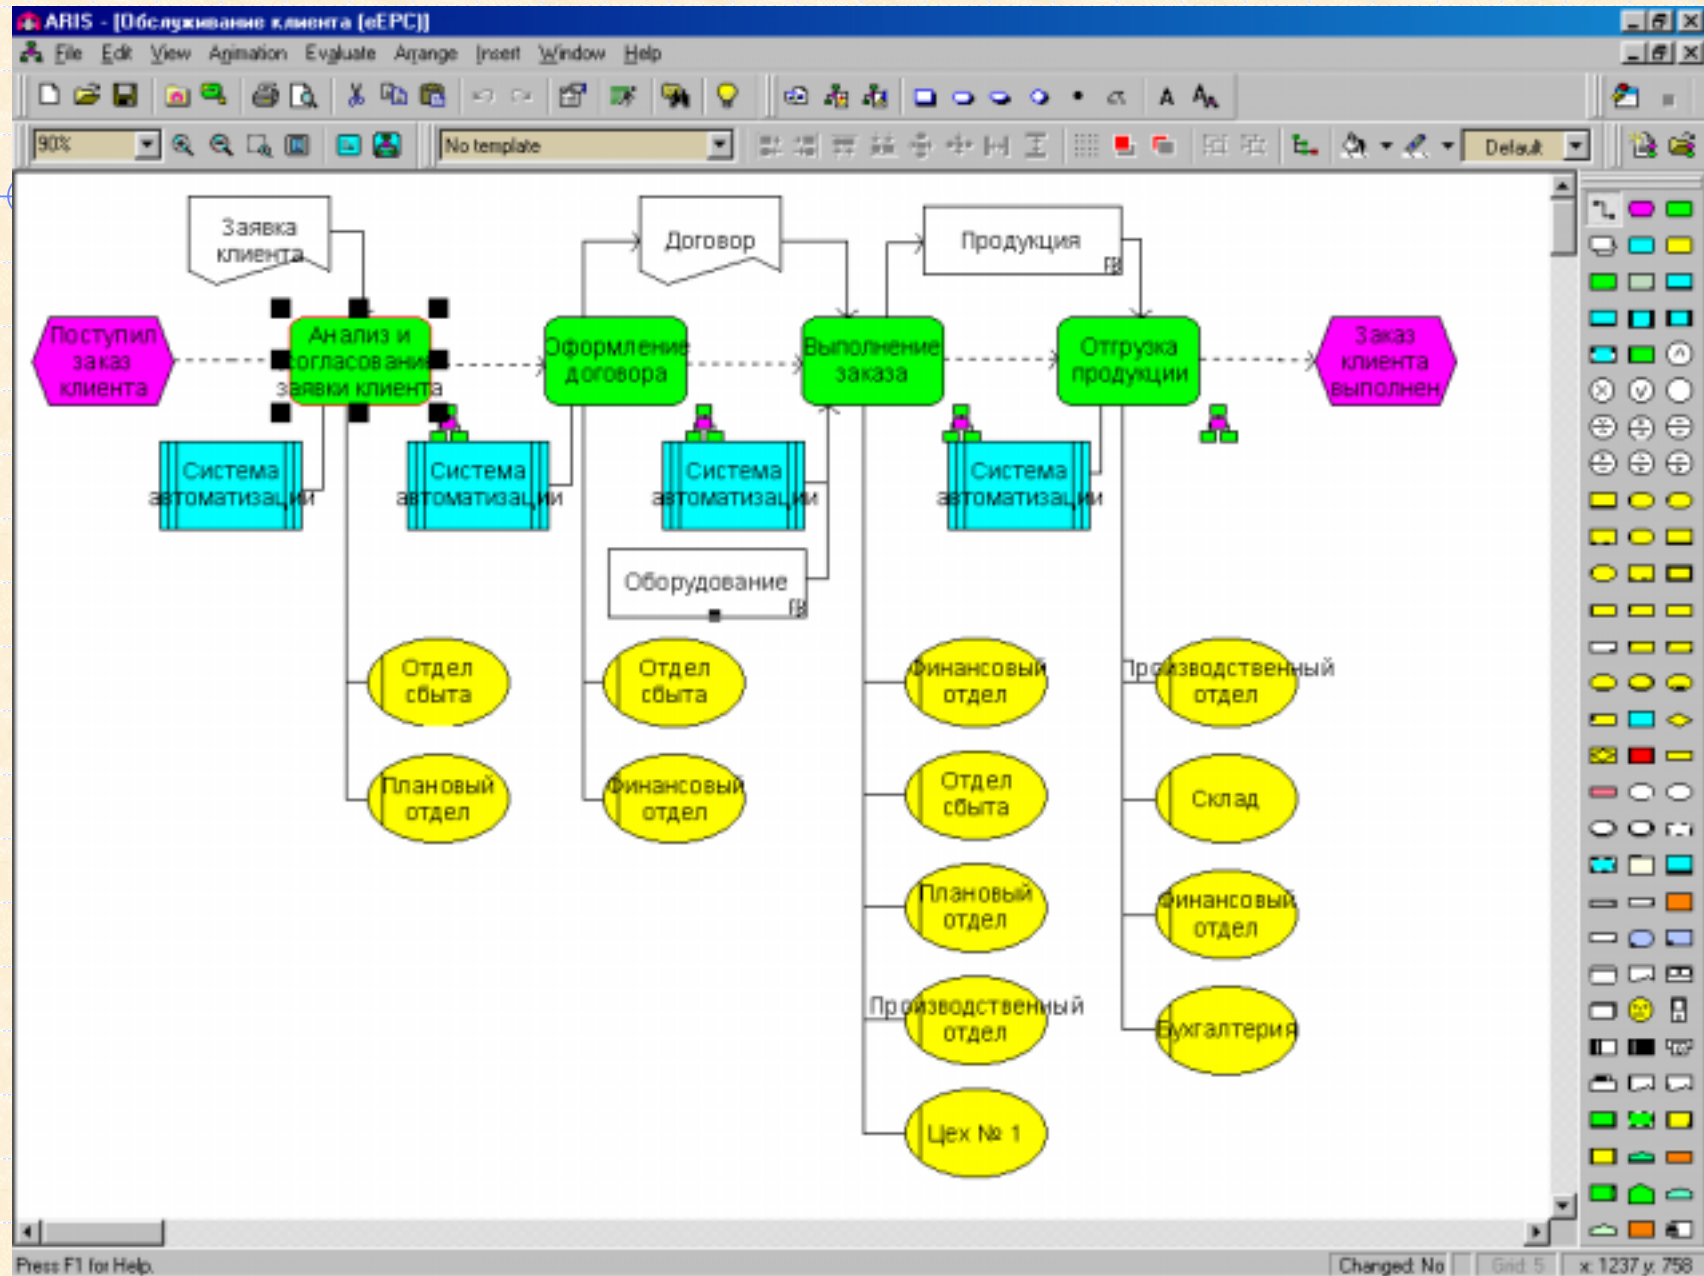 ARIS - [Обслуживание клиента (eEPC)]
File Edit View Animation Evaluate Arrange Insert Window Help
90%
No template
Default
Заявка
клиента
Договор
Продукция
Поступил
заказ
клиента
Анализ и
согласование
заявки клиента
Оформление
договора
Выполнение
заказа
Отгрузка
продукции
Заказ
клиента
выполнен
Система
автоматизации
Система
автоматизации
Система
автоматизации
Система
автоматизации
Оборудование
Отдел
сбыта
Отдел
сбыта
Финансовый
отдел
Производственный
отдел
Плановый
отдел
Финансовый
отдел
Отдел
сбыта
Склад
Плановый
отдел
Финансовый
отдел
Производственный
отдел
Бухгалтерия
Цех № 1
Press F1 for Help.
Changed: No
Grid: 5
x: 1237 y: 758